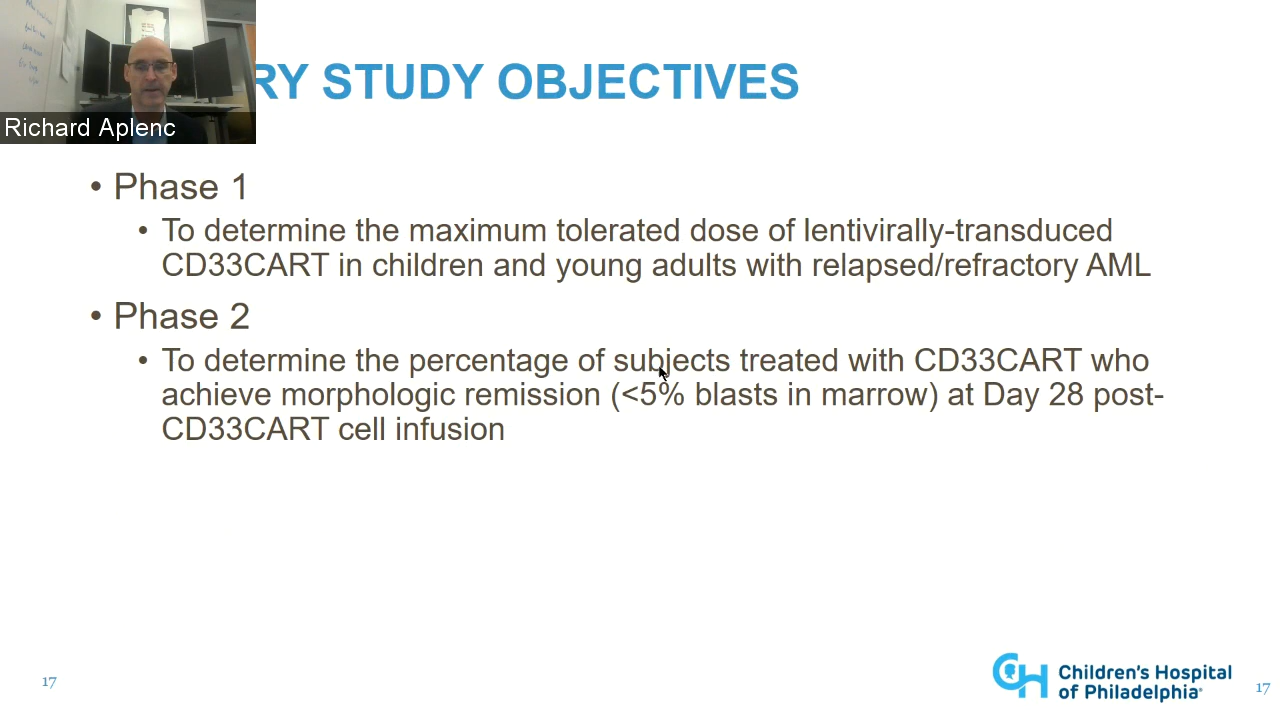 RY STUDY OBJECTIVES
Richard Aplenc
• Phase 1
• To determine the maximum tolerated dose of lentivirally-transduced
CD33CART in children and young adults with relapsed/refractory AML
• Phase 2
• To determine the percentage of subjects treated with CD33CART who
achieve morphologic remission (<5% blasts in marrow) at Day 28 post-
CD33CART cell infusion
17
CH
Children's Hospital
of Philadelphia
17